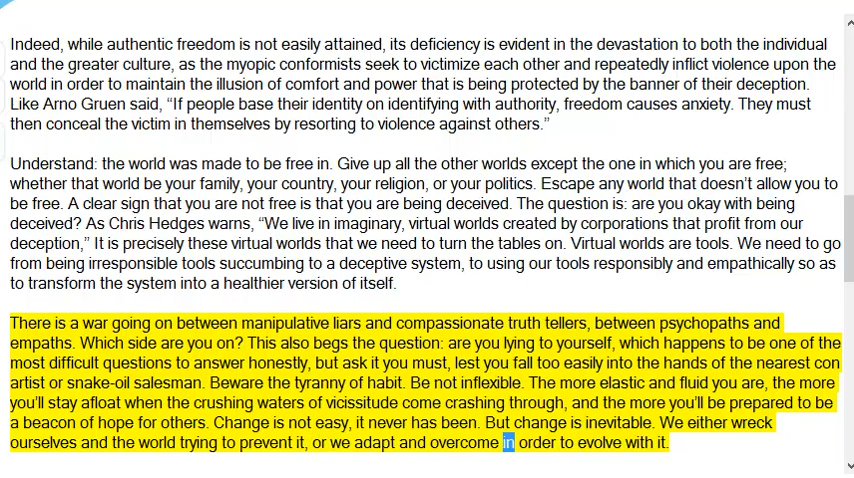 Indeed, while authentic freedom is not easily attained, its deficiency is evident in the devastation to both the individual
and the greater culture, as the myopic conformists seek to victimize each other and repeatedly inflict violence upon the
world in order to maintain the illusion of comfort and power that is being protected by the banner of their deception.
Like Arno Gruen said, “If people base their identity on identifying with authority, freedom causes anxiety. They must
then conceal the victim in themselves by resorting to violence against others.”
Understand: the world was made to be free in. Give up all the other worlds except the one in which you are free;
whether that world be your family, your country, your religion, or your politics. Escape any world that doesn’t allow you to
be free. A clear sign that you are not free is that you are being deceived. The question is: are you okay with being
deceived? As Chris Hedges warns, “We live in imaginary, virtual worlds created by corporations that profit from our
deception,” It is precisely these virtual worlds that we need to turn the tables on. Virtual worlds are tools. We need to go
from being irresponsible tools succumbing to a deceptive system, to using our tools responsibly and empathically so as
to transform the system into a healthier version of itself.
There is a war going on between manipulative liars and compassionate truth tellers, between psychopaths and
empaths. Which side are you on? This also begs the question: are you lying to yourself, which happens to be one of the
most difficult questions to answer honestly, but ask it you must, lest you fall too easily into the hands of the nearest con
artist or snake-oil salesman. Beware the tyranny of habit. Be not inflexible. The more elastic and fluid you are, the more
you’ll stay afloat when the crushing waters of vicissitude come crashing through, and the more you’ll be prepared to be
a beacon of hope for others. Change is not easy, it never has been. But change is inevitable. We either wreck
ourselves and the world trying to prevent it, or we adapt and overcome in order to evolve with it.